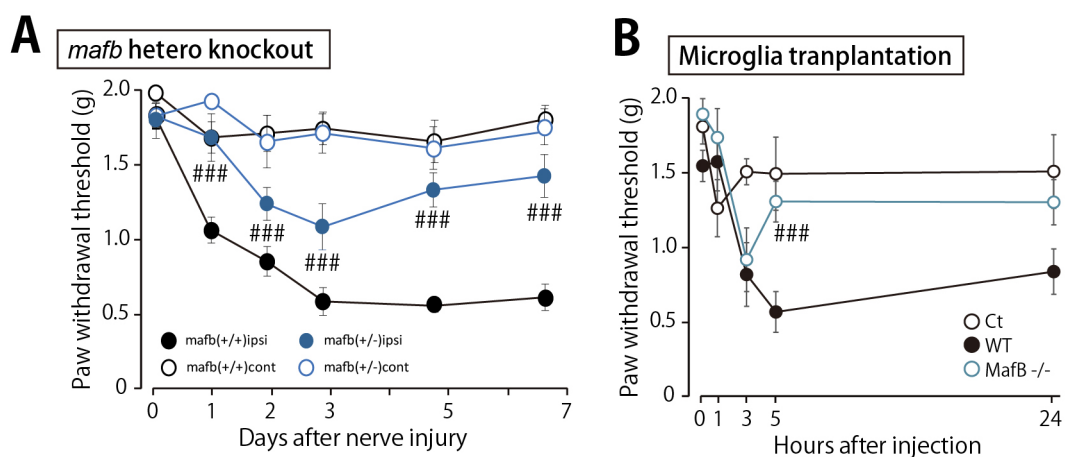 A
mafb hetero knockout
Paw withdrawal threshold (g)
2.0
1.5
1.0
0.5
0
###
###
###
###
###
mafb(+/+)ipsi
mafb(+/-)ipsi
mafb(+/+)cont
mafb(+/-)cont
0 1 2 3 5 7
Days after nerve injury
B
Microglia tranplantation
Paw withdrawal threshold (g)
2.0
1.5
1.0
0.5
0
###
Ct
WT
MafB -/-
0 1 3 5 24
Hours after injection